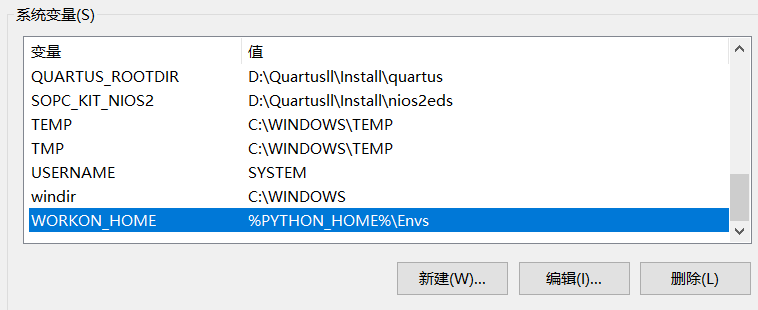 系统变量(S)
变量 值
QUARTUS_ROOTDIR D:\Quartusll\Install\quartus
SOPC_KIT_NIOS2 D:\Quartusll\Install\nios2eds
TEMP C:\WINDOWS\TEMP
TMP C:\WINDOWS\TEMP
USERNAME SYSTEM
windir C:\WINDOWS
WORKON_HOME %PYTHON_HOME%\Envs
新建(W)... 编辑(I)... 删除(L)